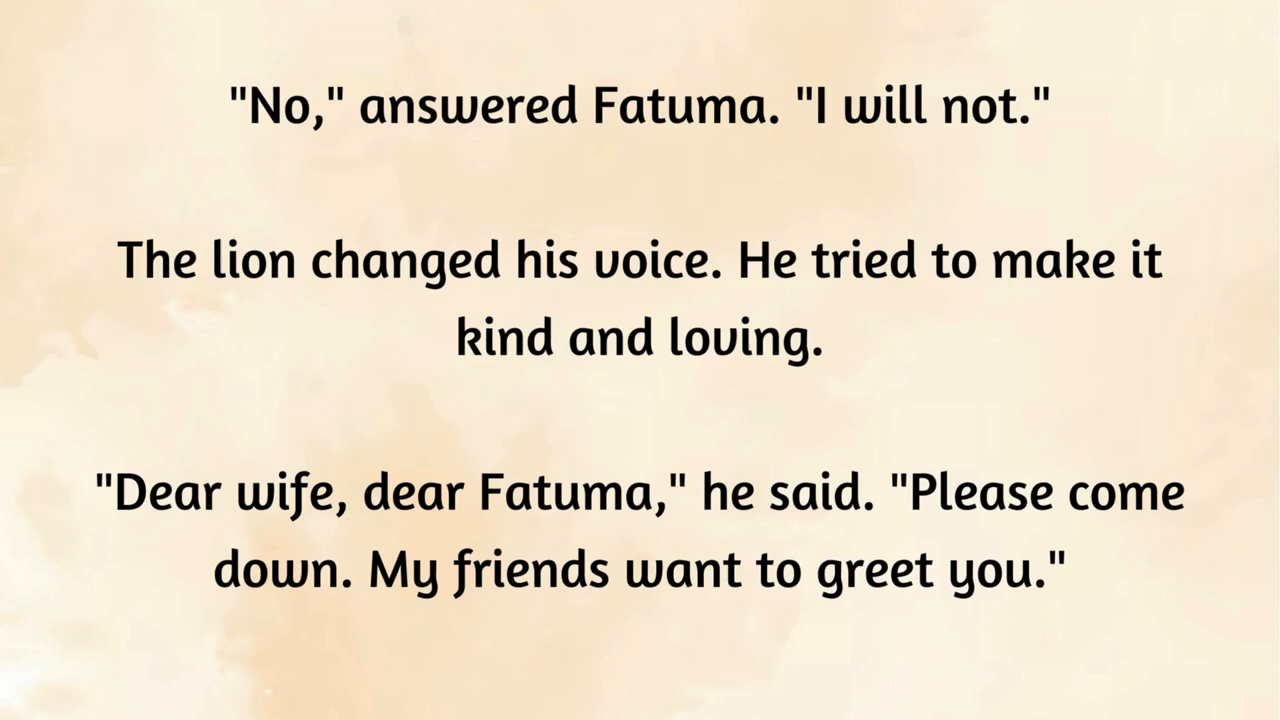 "No," answered Fatuma. "I will not."
The lion changed his voice. He tried to make it
kind and loving.
"Dear wife, dear Fatuma," he said. "Please come
down. My friends want to greet you."